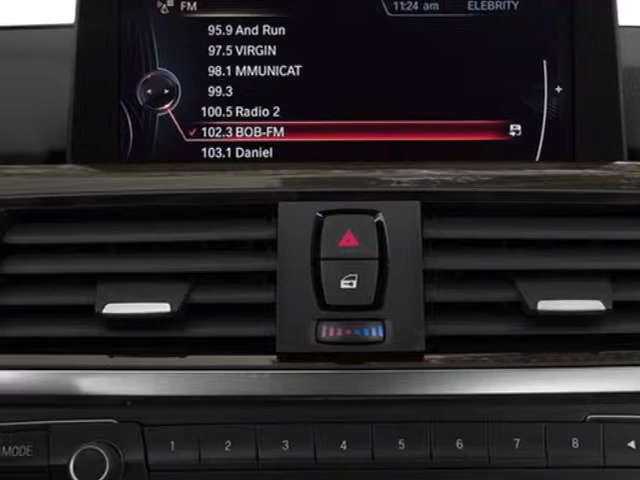 FM 11:24 am ELEBRITY
95.9 And Run
97.5 VIRGIN
98.1 MMUNICAT
99.3
100.5 Radio 2
102.3 BOB-FM
103.1 Daniel
MODE 1 2 3 4 5 6 7 8